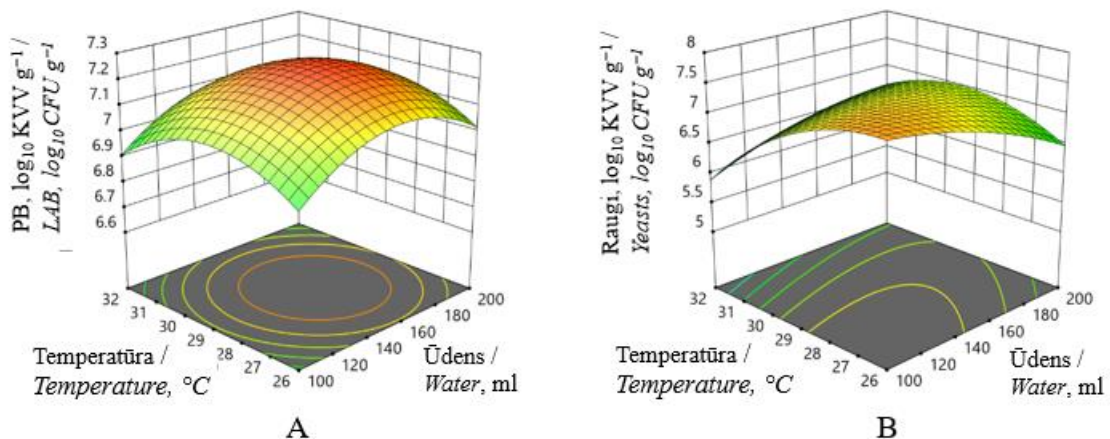 7.3
7.2
7.1
7
6.9
6.8
6.7
6.6
PB, log₁₀ KVV g⁻¹ /
LAB, log₁₀ CFU g⁻¹
32
31
30
29
28
27
26
100
120
140
160
180
200
Temperatūra /
Temperature, °C
Ūdens /
Water, ml
A
8
7.5
7
6.5
6
5.5
5
Raugi, log₁₀ KVV g⁻¹ /
Yeasts, log₁₀ CFU g⁻¹
32
31
30
29
28
27
26
100
120
140
160
180
200
Temperatūra /
Temperature, °C
Ūdens /
Water, ml
B